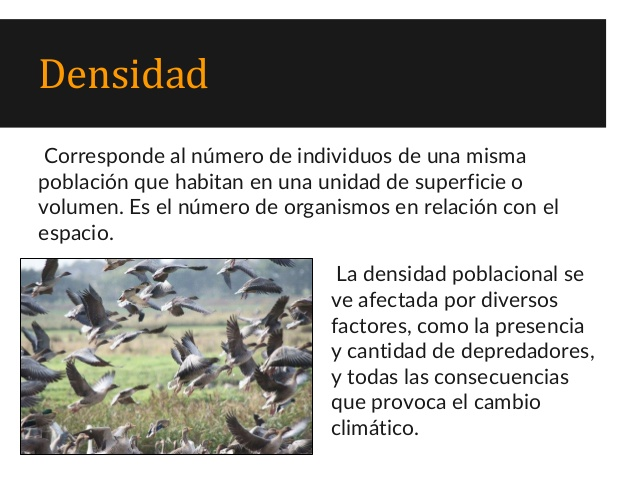 Densidad
Corresponde al número de individuos de una misma
población que habitan en una unidad de superficie o
volumen. Es el número de organismos en relación con el
espacio.
La densidad poblacional se
ve afectada por diversos
factores, como la presencia
y cantidad de depredadores,
y todas las consecuencias
que provoca el cambio
climático.